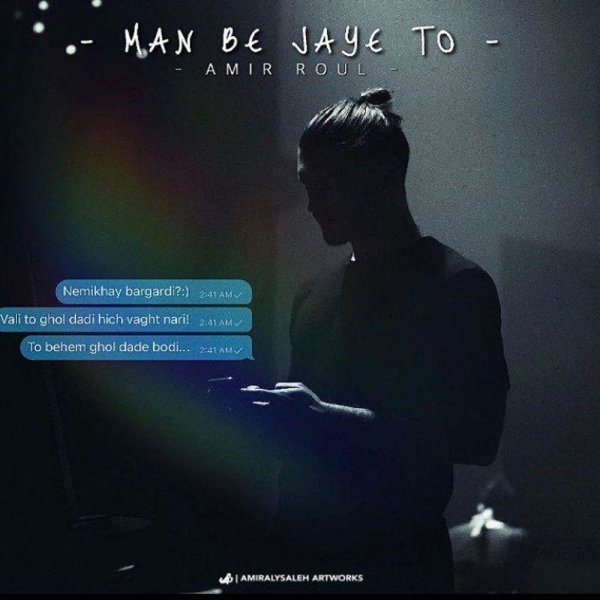 - MAN BE JAYE TO -
- AMIR ROUL -
Nemikhay bargardi?:) 2:41 AM
Vali to ghol dadi hich vaght nari! 2:41 AM
To behem ghol dade bodi... 2:41 AM
| AMIRALYSALEH ARTWORKS